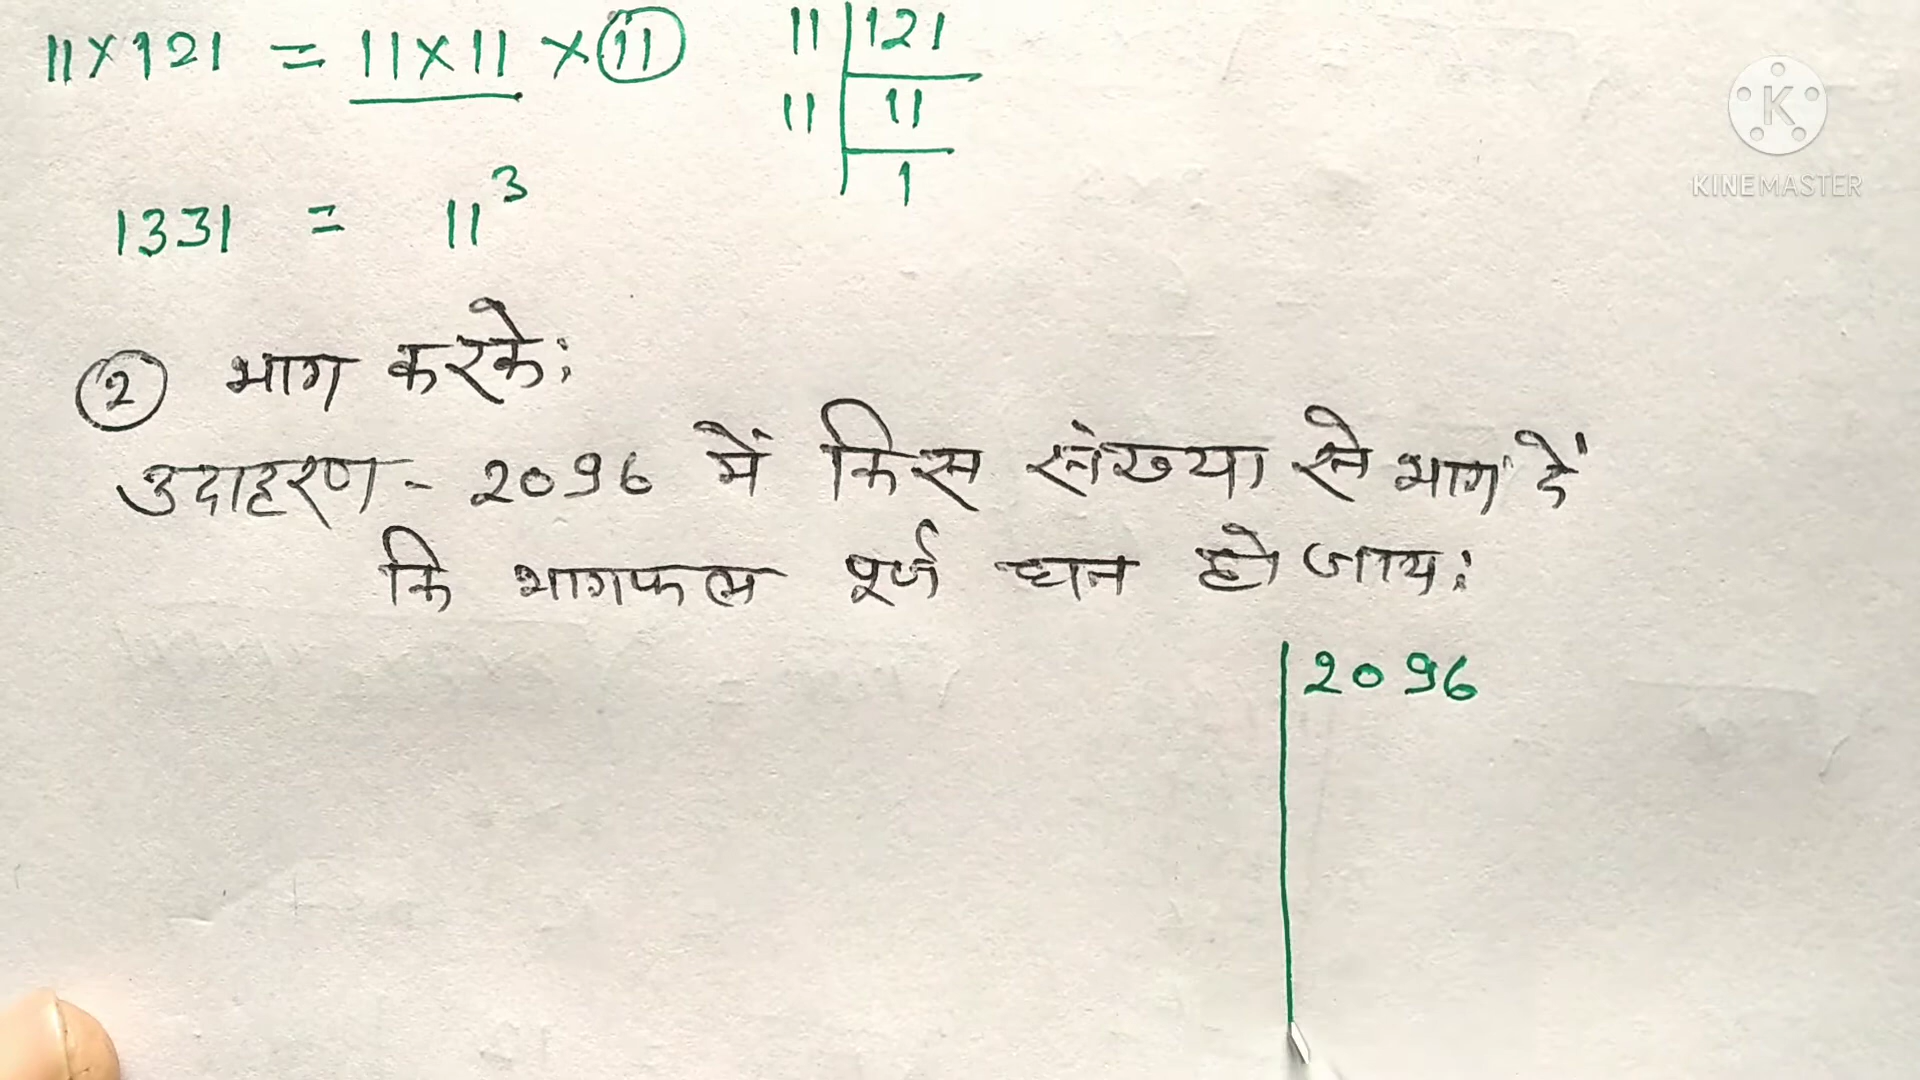 11×121 = 11×11 ×11
11 121
11 11
1
1331 = 11³
KINEMASTER
2 भाग करके:
उदाहरण - 2096 में किस संख्या से भाग दें
कि भागफल पूर्ण घन हो जाय:
2096